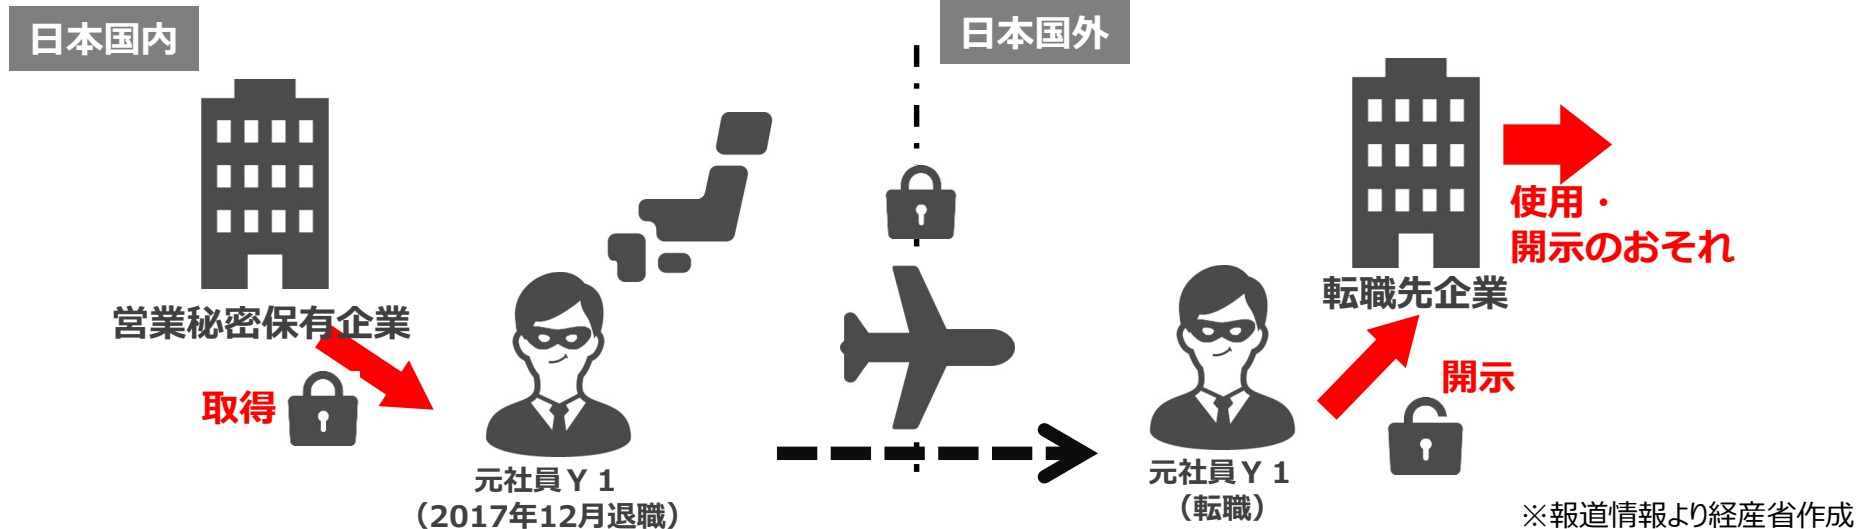 日本国内
日本国外
営業秘密保有企業
取得
元社員Y1
（2017年12月退職）
使用・
開示のおそれ
転職先企業
開示
元社員Y1
（転職）
※報道情報より経産省作成